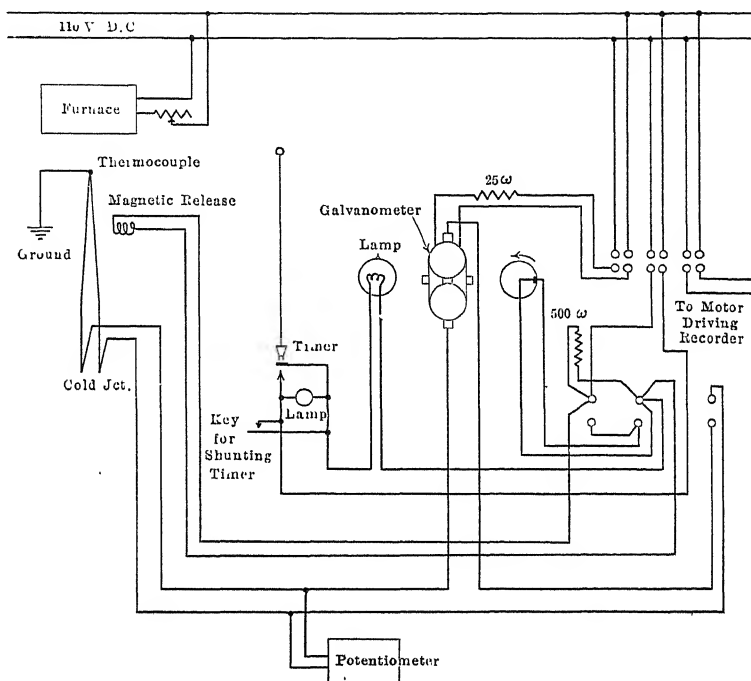 110 V D.C
Furnace
Thermocouple
Magnetic Release
Ground
Cold Jct.
Galvanometer
25ω
Lamp
500 ω
To Motor
Driving
Recorder
Timer
Lamp
Key
for
Shunting
Timer
Potentiometer